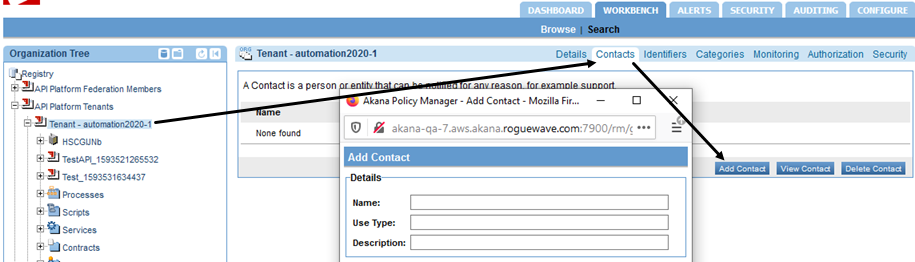 DASHBOARD WORKBENCH ALERTS SECURITY AUDITING CONFIGURE
Browse | Search
Organization Tree
ORG Tenant - automation2020-1
Details Contacts Identifiers Categories Monitoring Authorization Security
Registry
API Platform Federation Members
API Platform Tenants
Tenant - automation2020-1
HSCGUNb
TestAPI_1593521265532
Test_1593531634437
Processes
Scripts
Services
Contracts
A Contact is a person or entity that can be notified for any reason, for example support.
Name
None found
Add Contact View Contact Delete Contact
Akana Policy Manager - Add Contact - Mozilla Fir...
akana-qa-7.aws.akana.roguewave.com:7900/rm/
Add Contact
Details
Name:
Use Type:
Description: